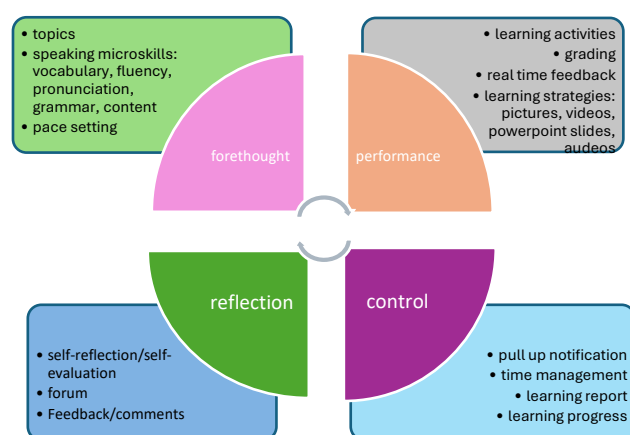 • topics
• speaking microskills:
vocabulary, fluency,
pronunciation,
grammar, content
• pace setting
• learning activities
• grading
• real time feedback
• learning strategies:
pictures, videos,
powerpoint slides,
audeos
forethought
performance
reflection
control
• self-reflection/self-
evaluation
• forum
• Feedback/comments
• pull up notification
• time management
• learning report
• learning progress